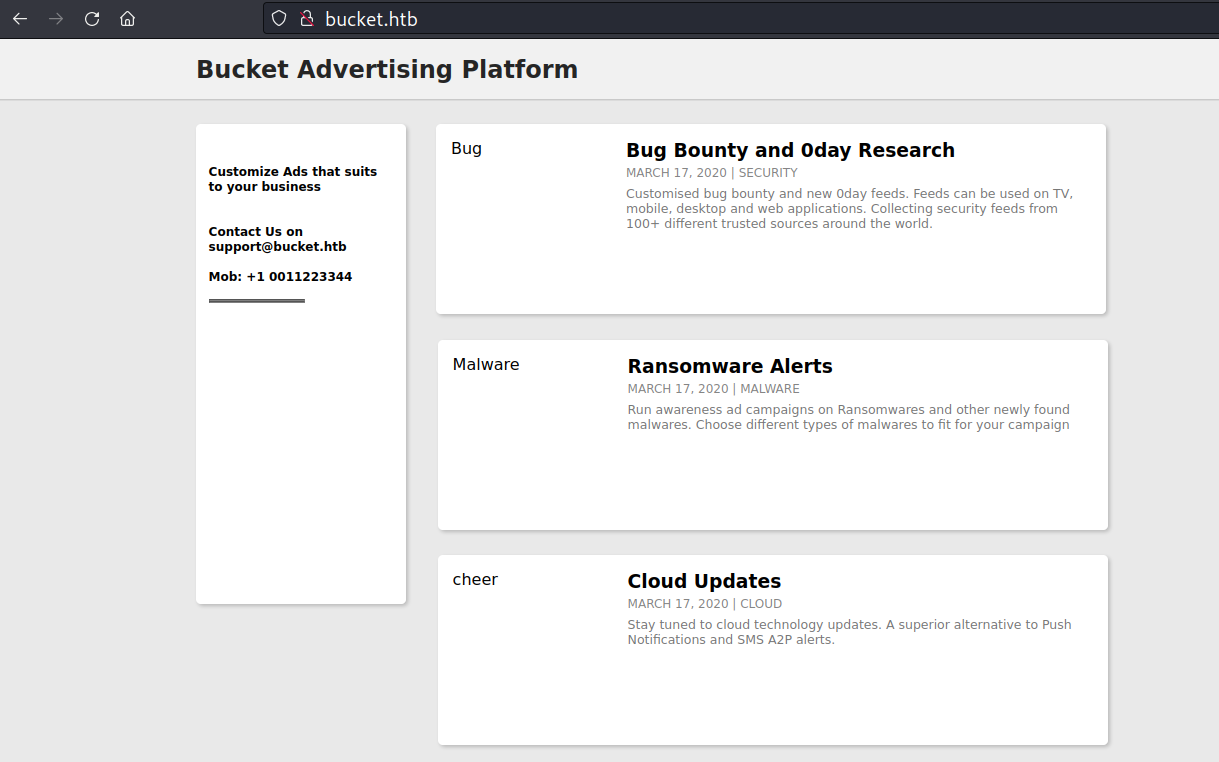 bucket.htb
Bucket Advertising Platform
Customize Ads that suits
to your business
Contact Us on
support@bucket.htb
Mob: +1 0011223344
Bug
Bug Bounty and 0day Research
MARCH 17, 2020 | SECURITY
Customised bug bounty and new 0day feeds. Feeds can be used on TV,
mobile, desktop and web applications. Collecting security feeds from
100+ different trusted sources around the world.
Malware
Ransomware Alerts
MARCH 17, 2020 | MALWARE
Run awareness ad campaigns on Ransomwares and other newly found
malwares. Choose different types of malwares to fit for your campaign
cheer
Cloud Updates
MARCH 17, 2020 | CLOUD
Stay tuned to cloud technology updates. A superior alternative to Push
Notifications and SMS A2P alerts.